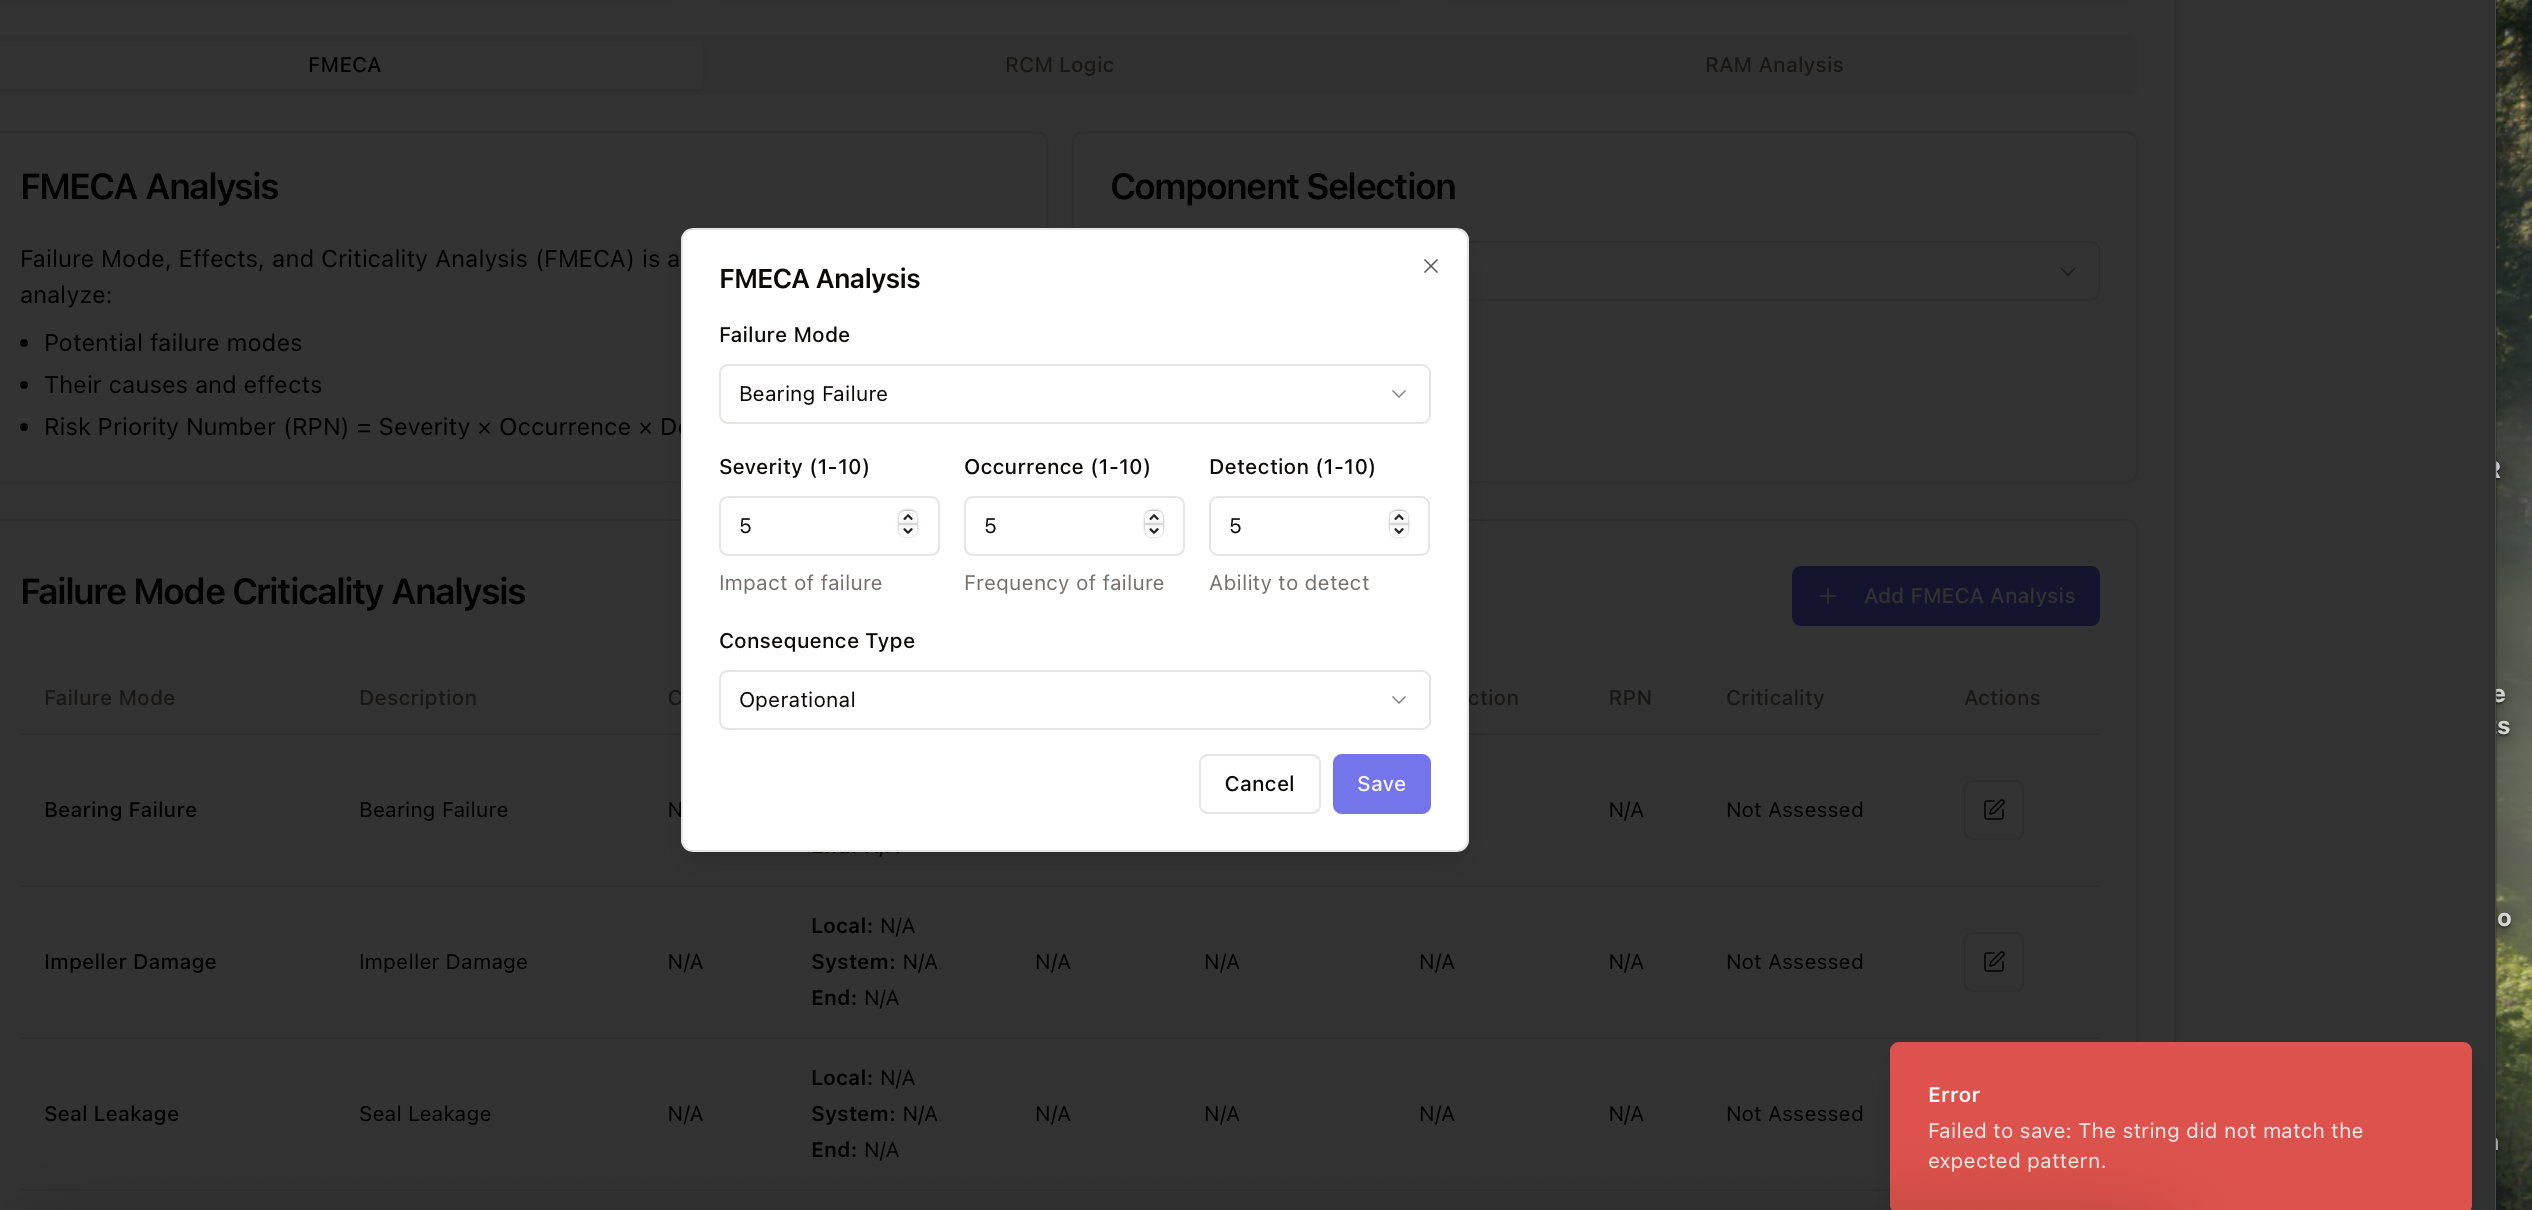 FMECA
RCM Logic
RAM Analysis
FMECA Analysis
Component Selection
Failure Mode, Effects, and Criticality Analysis (FMECA) is a
analyze:
• Potential failure modes
• Their causes and effects
• Risk Priority Number (RPN) = Severity × Occurrence ×
FMECA Analysis
Failure Mode
Bearing Failure
Severity (1-10) Occurrence (1-10) Detection (1-10)
5 5 5
Impact of failure Frequency of failure Ability to detect
Consequence Type
Operational
Cancel Save
Failure Mode Criticality Analysis
+ Add FMECA Analysis
Failure Mode Description ction RPN Criticality Actions
Bearing Failure Bearing Failure N/A Not Assessed
Local: N/A
Impeller Damage Impeller Damage N/A System: N/A N/A N/A N/A N/A Not Assessed
End: N/A
Local: N/A
Seal Leakage Seal Leakage N/A System: N/A N/A N/A N/A N/A Not Assessed
End: N/A
Error
Failed to save: The string did not match the
expected pattern.